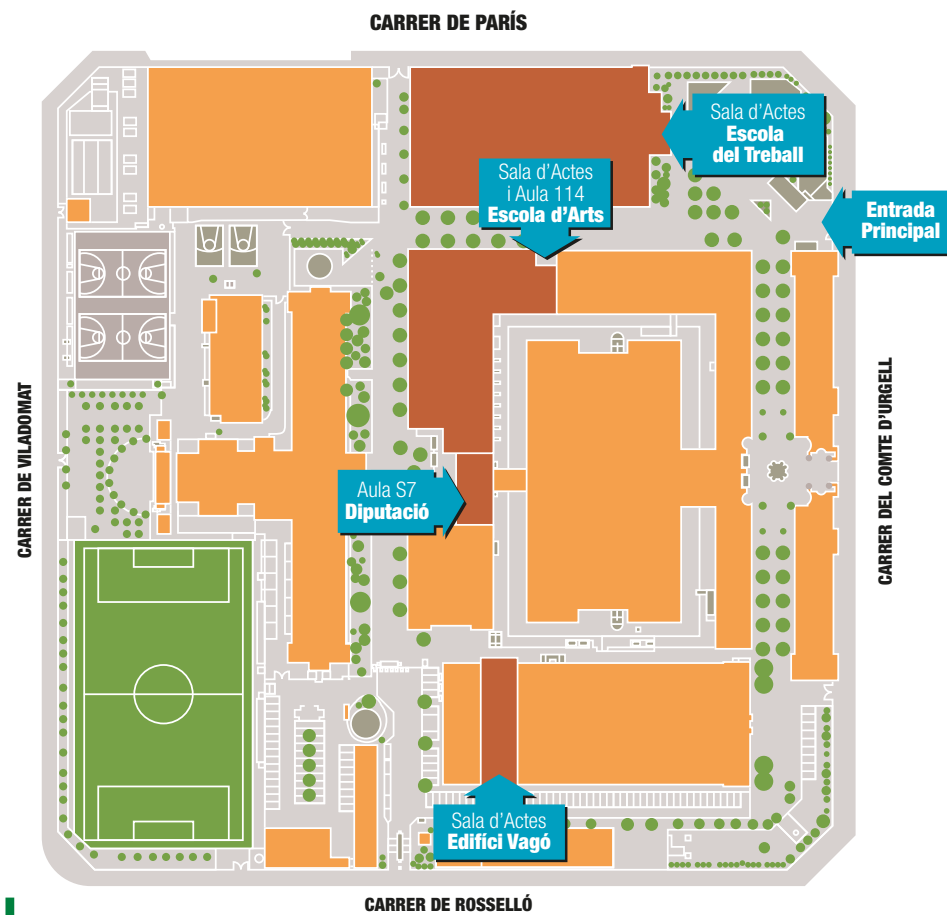 CARRER DE PARÍS
Sala d’Actes
Escola
del Treball
Sala d’Actes
i Aula 114
Escola d’Arts
Entrada
Principal
CARRER DE VILADOMAT
CARRER DEL COMTE D’URGELL
Aula S7
Diputació
Sala d’Actes
Edifíci Vagó
CARRER DE ROSSELLÓ